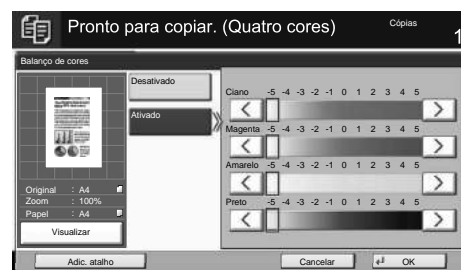 Pronto para copiar. (Quatro cores)
Cópias
1
Balanço de cores
Desativado
Ativado
Ciano -5 -4 -3 -2 -1 0 1 2 3 4 5
Magenta -5 -4 -3 -2 -1 0 1 2 3 4 5
Amarelo -5 -4 -3 -2 -1 0 1 2 3 4 5
Preto -5 -4 -3 -2 -1 0 1 2 3 4 5
Original : A4
Zoom : 100%
Papel : A4
Visualizar
Adic. atalho
Cancelar
OK